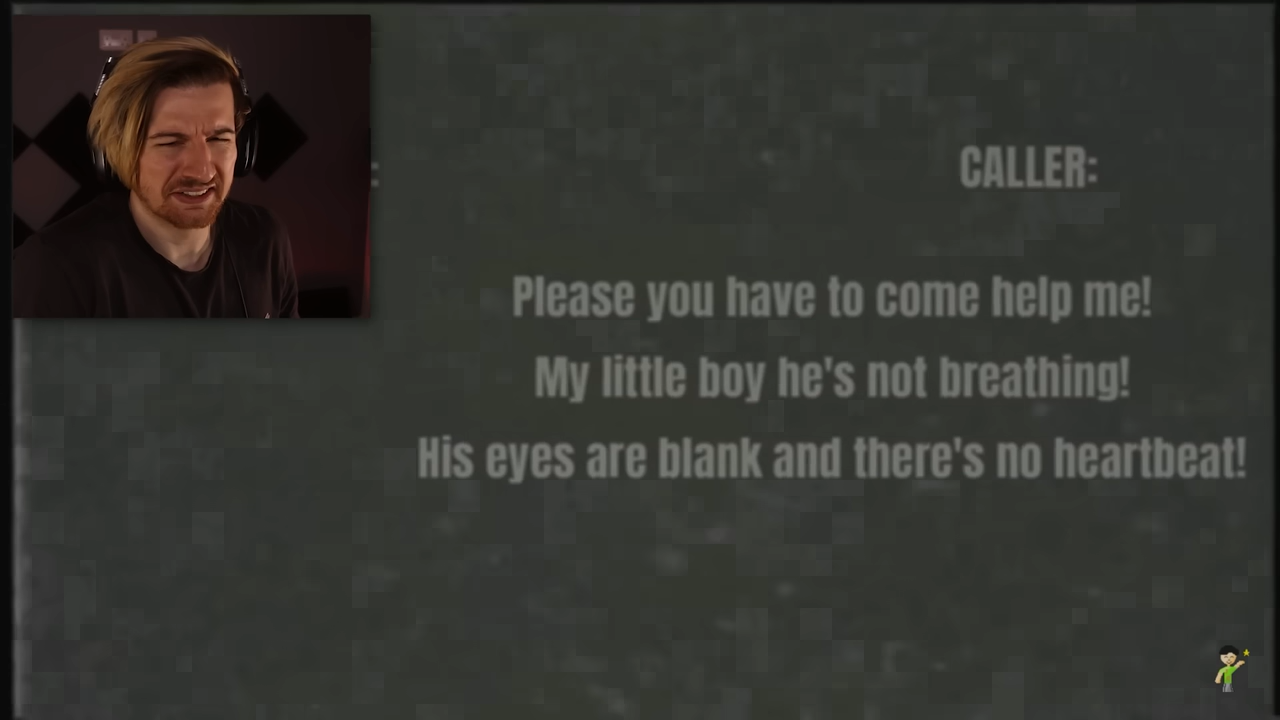 :
CALLER:
Please you have to come help me!
My little boy he's not breathing!
His eyes are blank and there's no heartbeat!